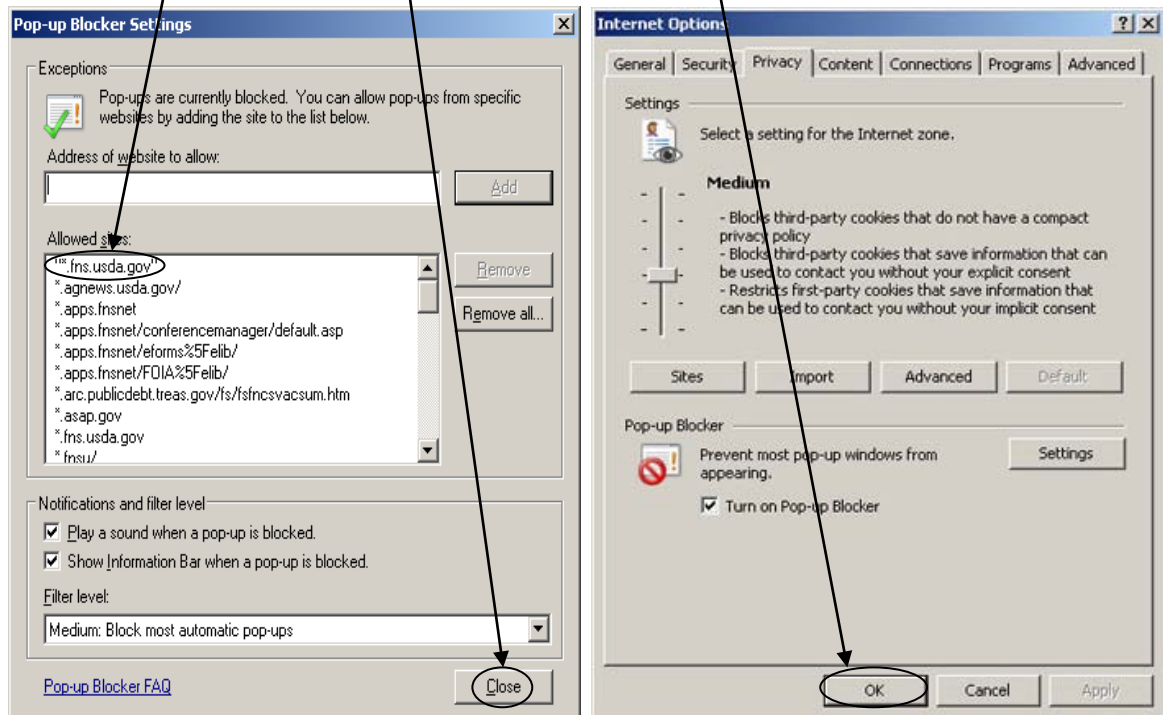 Pop-up Blocker Settings
Exceptions
Pop-ups are currently blocked. You can allow pop-ups from specific
websites by adding the site to the list below.
Address of website to allow:
Add
Allowed sites:
"*.fns.usda.gov"
*.agnews.usda.gov/
*.apps.fnsnet
*.apps.fnsnet/conferencemanager/default.asp
*.apps.fnsnet/eforms%5Felib/
*.apps.fnsnet/FOIA%5Felib/
*.arc.publicdebt.treas.gov/fs/fsfncsvacsum.htm
*.asap.gov
*.fns.usda.gov
*.fnsu/
Remove
Remove all...
Notifications and filter level
Play a sound when a pop-up is blocked.
Show Information Bar when a pop-up is blocked.
Filter level:
Medium: Block most automatic pop-ups
Pop-up Blocker FAQ
Close
Internet Options
General Security Privacy Content Connections Programs Advanced
Settings
Select a setting for the Internet zone.
Medium
- Blocks third-party cookies that do not have a compact
privacy policy
- Blocks third-party cookies that save information that can
be used to contact you without your explicit consent
- Restricts first-party cookies that save information that
can be used to contact you without your implicit consent
Sites Import Advanced Default
Pop-up Blocker
Prevent most pop-up windows from
appearing.
Settings
Turn on Pop-up Blocker
OK Cancel Apply